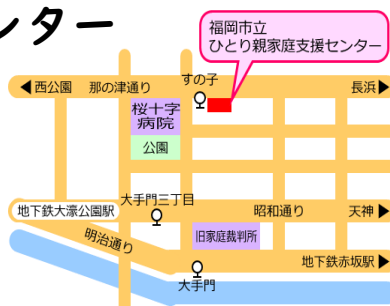 ンター
福岡市立
ひとり親家庭支援センター
◀西公園
那の津通り
すの子
長浜▶
桜十字
病院
公園
大手門三丁目
地下鉄大濠公園駅
昭和通り
天神▶
明治通り
旧家庭裁判所
地下鉄赤坂駅▶
大手門